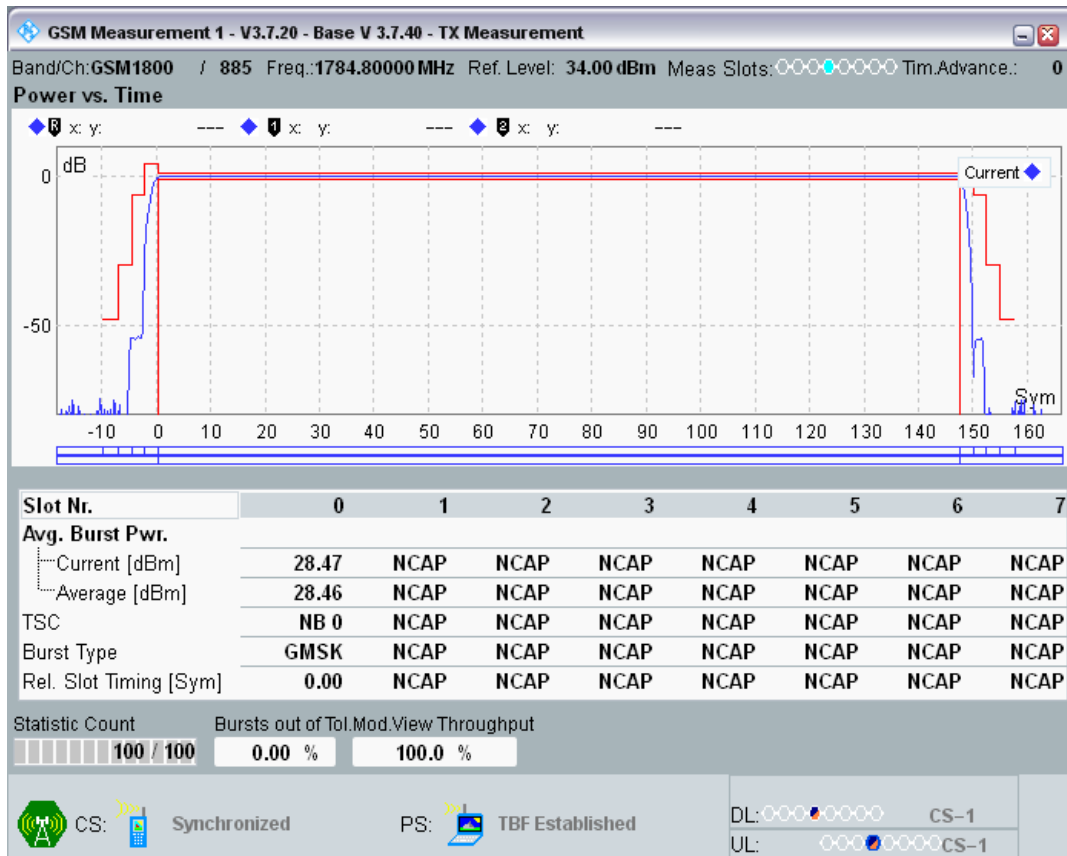 GSM Measurement 1 - V3.7.20 - Base V 3.7.40 - TX Measurement
Band/Ch:GSM1800 / 885 Freq.:1784.80000 MHz Ref. Level: 34.00 dBm Meas Slots: Tim.Advance.: 0
Power vs. Time
R x: y: --- 1 x: y: --- 2 x: y: ---
dB
Current
0
-50
Sym
-10 0 10 20 30 40 50 60 70 80 90 100 110 120 130 140 150 160
Slot Nr. 0 1 2 3 4 5 6 7
Avg. Burst Pwr.
Current [dBm] 28.47 NCAP NCAP NCAP NCAP NCAP NCAP NCAP
Average [dBm] 28.46 NCAP NCAP NCAP NCAP NCAP NCAP NCAP
TSC NB 0 NCAP NCAP NCAP NCAP NCAP NCAP NCAP
Burst Type GMSK NCAP NCAP NCAP NCAP NCAP NCAP NCAP
Rel. Slot Timing [Sym] 0.00 NCAP NCAP NCAP NCAP NCAP NCAP NCAP
Statistic Count Bursts out of Tol. Mod.View Throughput
100 / 100 0.00 % 100.0 %
CS: Synchronized PS: TBF Established
DL: CS-1
UL: CS-1